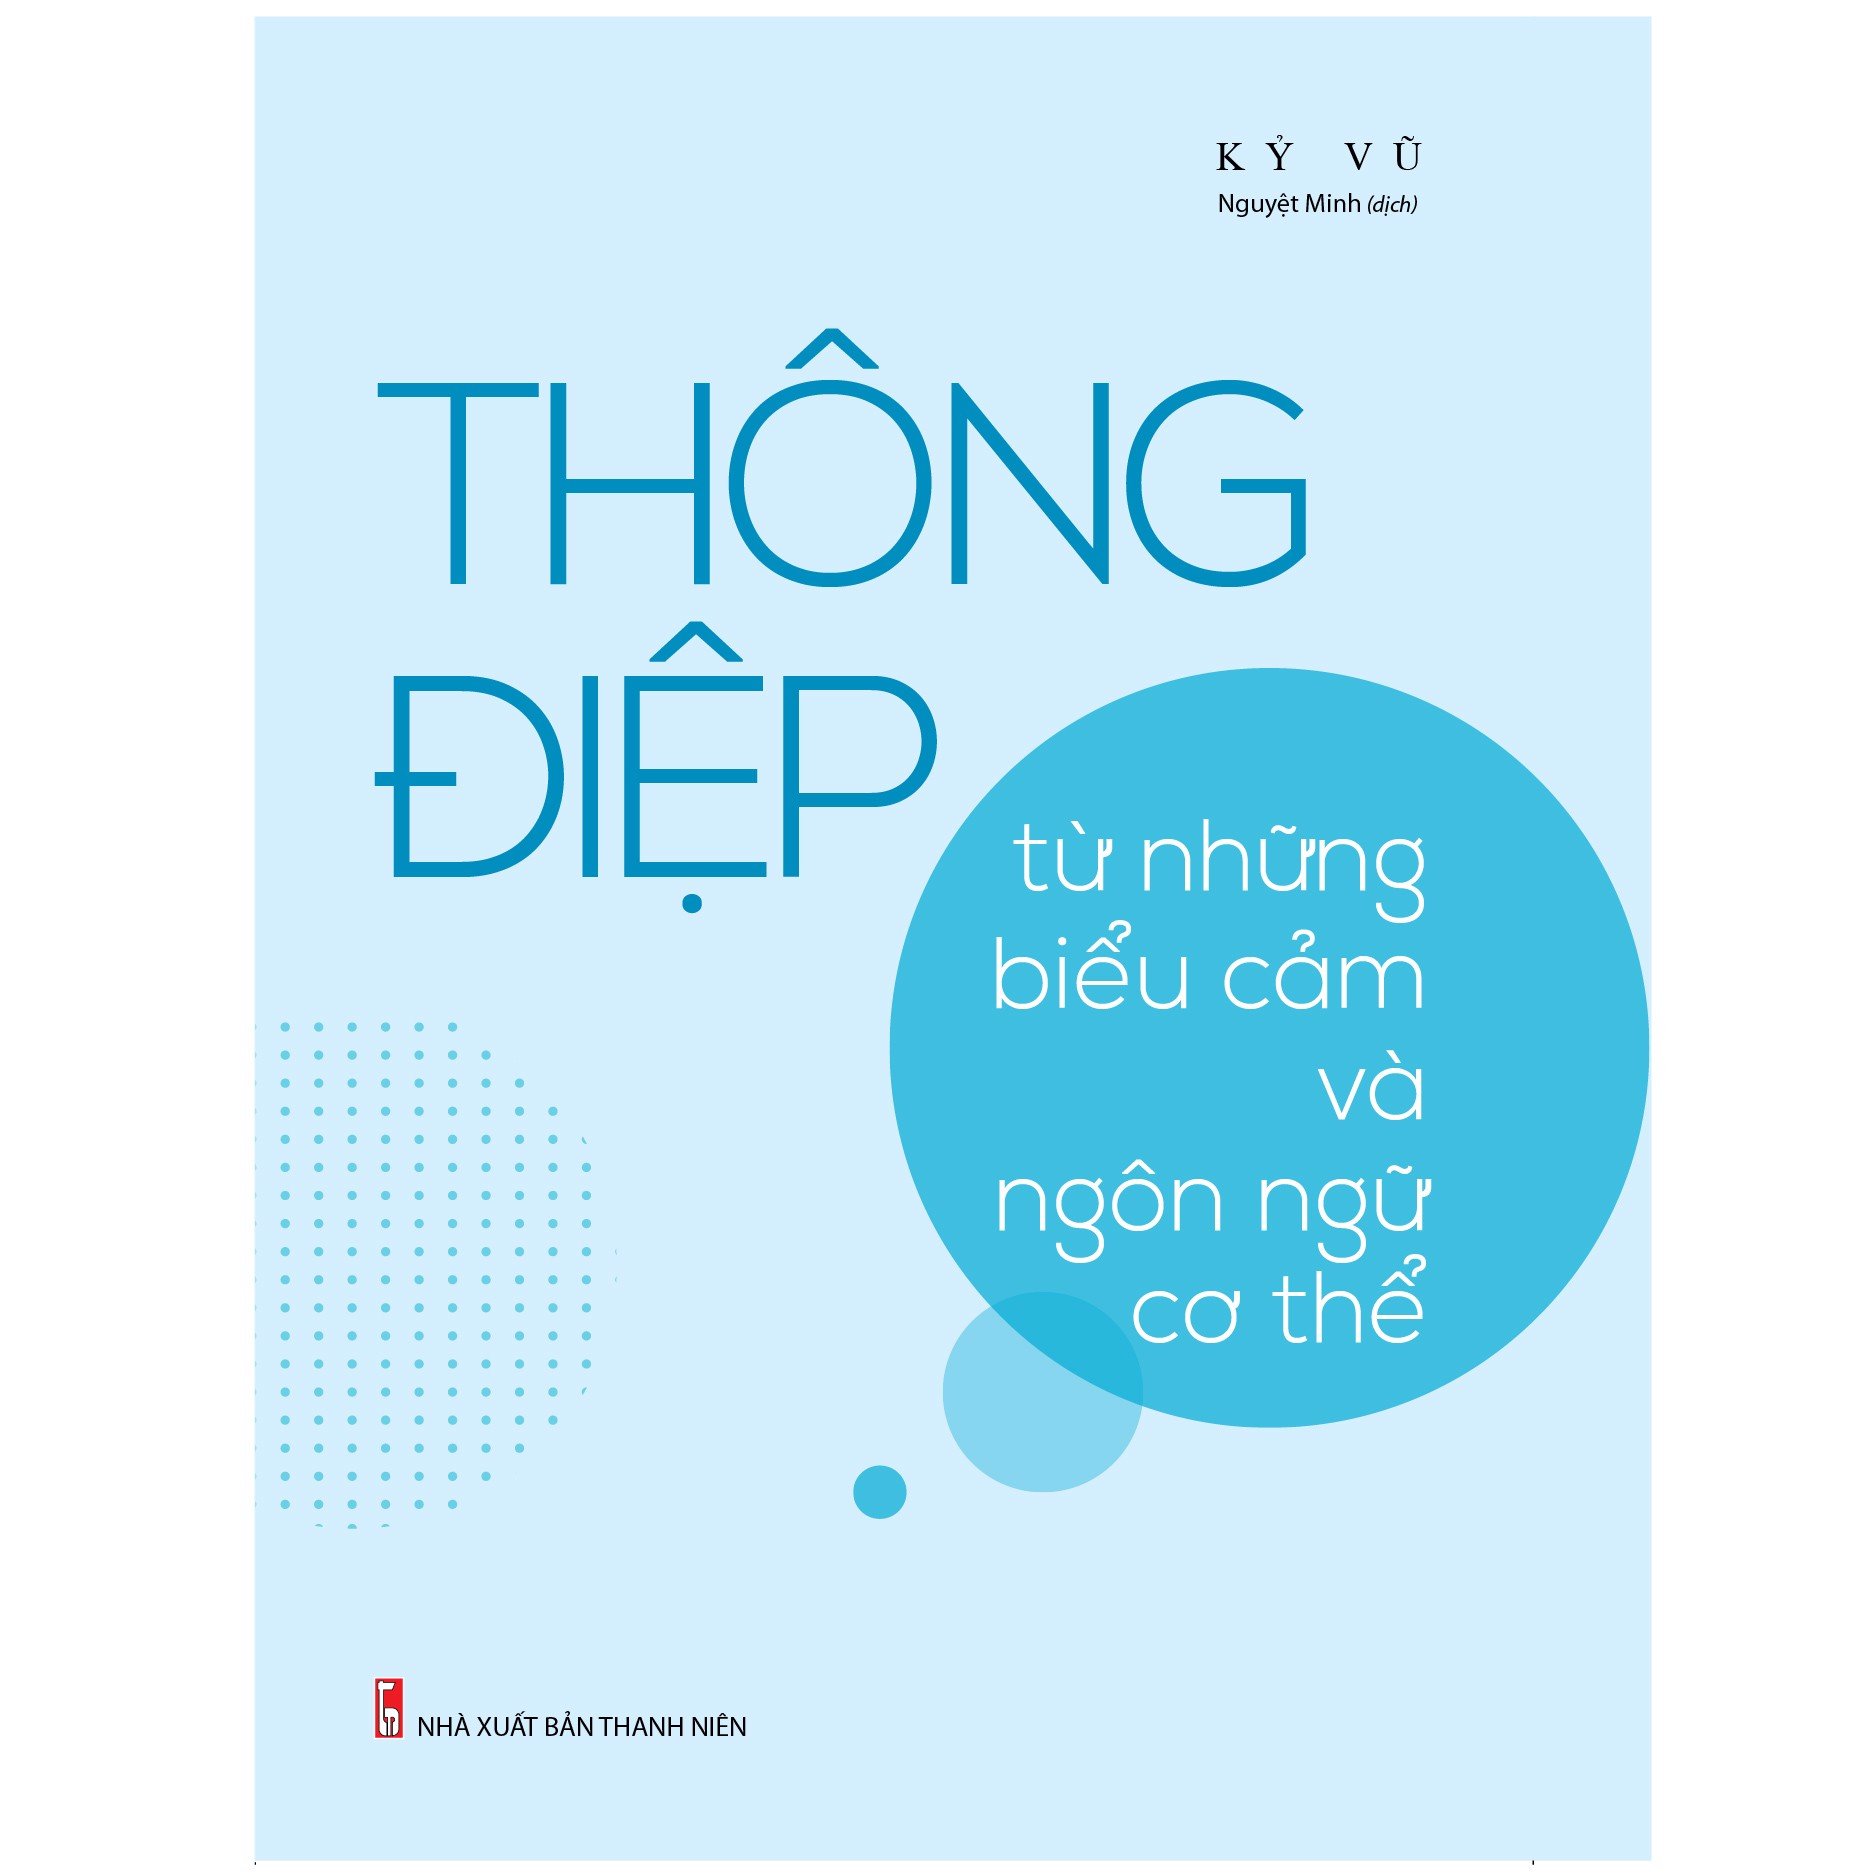 KỶ VŨ
Nguyệt Minh (dịch)
THÔNG
ĐIỆP
từ những
biểu cảm
và
ngôn ngữ
cơ thể
NHÀ XUẤT BẢN THANH NIÊN